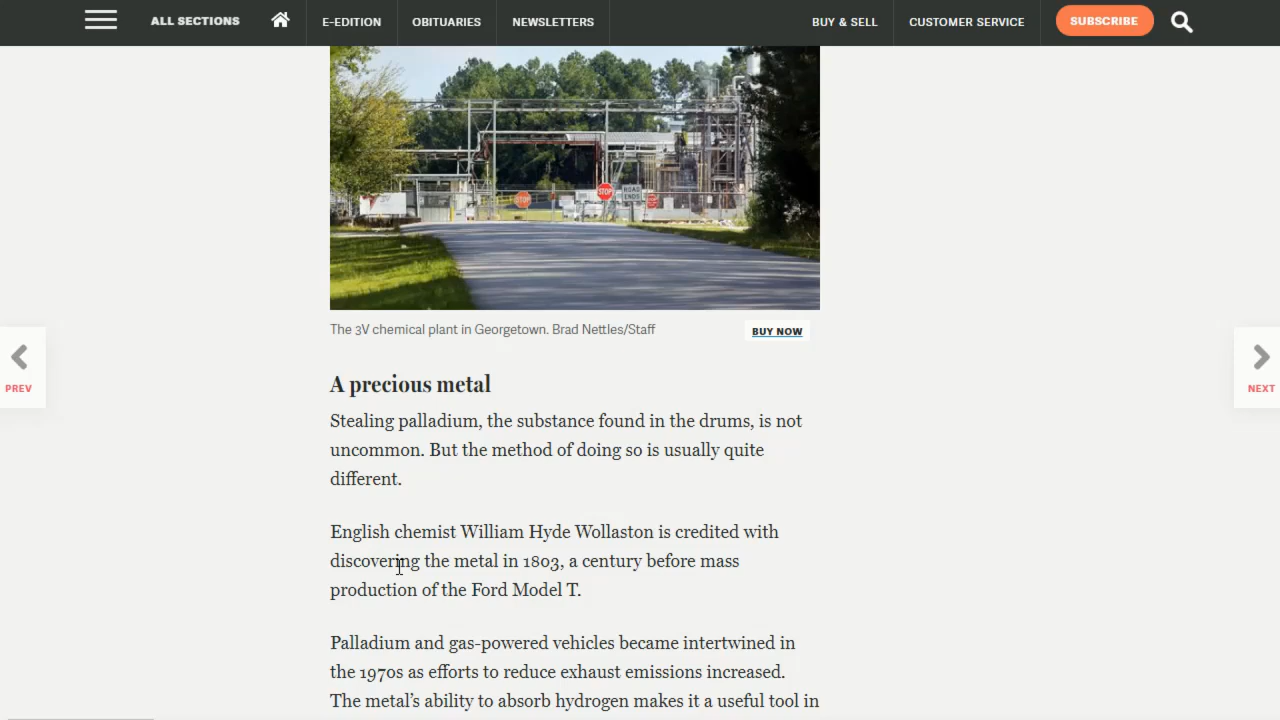 ALL SECTIONS
E-EDITION
OBITUARIES
NEWSLETTERS
BUY & SELL
CUSTOMER SERVICE
SUBSCRIBE
STOP
STOP
ROAD
ENDS
The 3V chemical plant in Georgetown. Brad Nettles/Staff
BUY NOW
PREV
NEXT
A precious metal
Stealing palladium, the substance found in the drums, is not
uncommon. But the method of doing so is usually quite
different.
English chemist William Hyde Wollaston is credited with
discovering the metal in 1803, a century before mass
production of the Ford Model T.
Palladium and gas-powered vehicles became intertwined in
the 1970s as efforts to reduce exhaust emissions increased.
The metal's ability to absorb hydrogen makes it a useful tool in